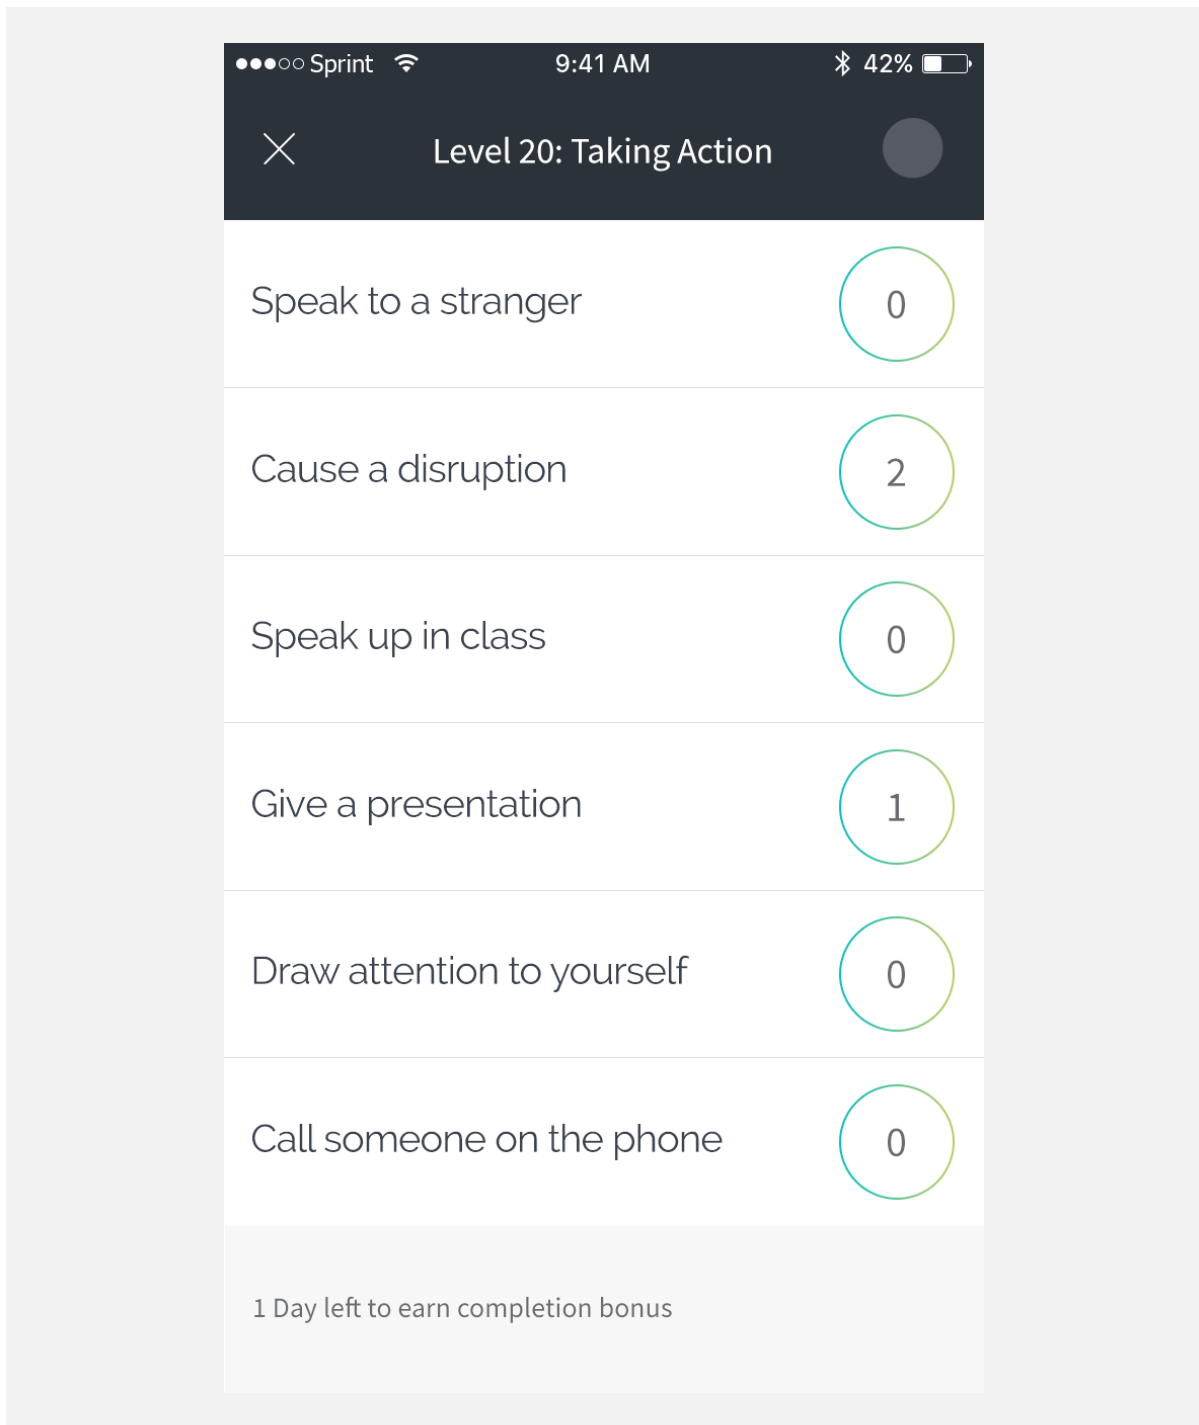 Sprint 9:41 AM 42%
Level 20: Taking Action
Speak to a stranger 0
Cause a disruption 2
Speak up in class 0
Give a presentation 1
Draw attention to yourself 0
Call someone on the phone 0
1 Day left to earn completion bonus